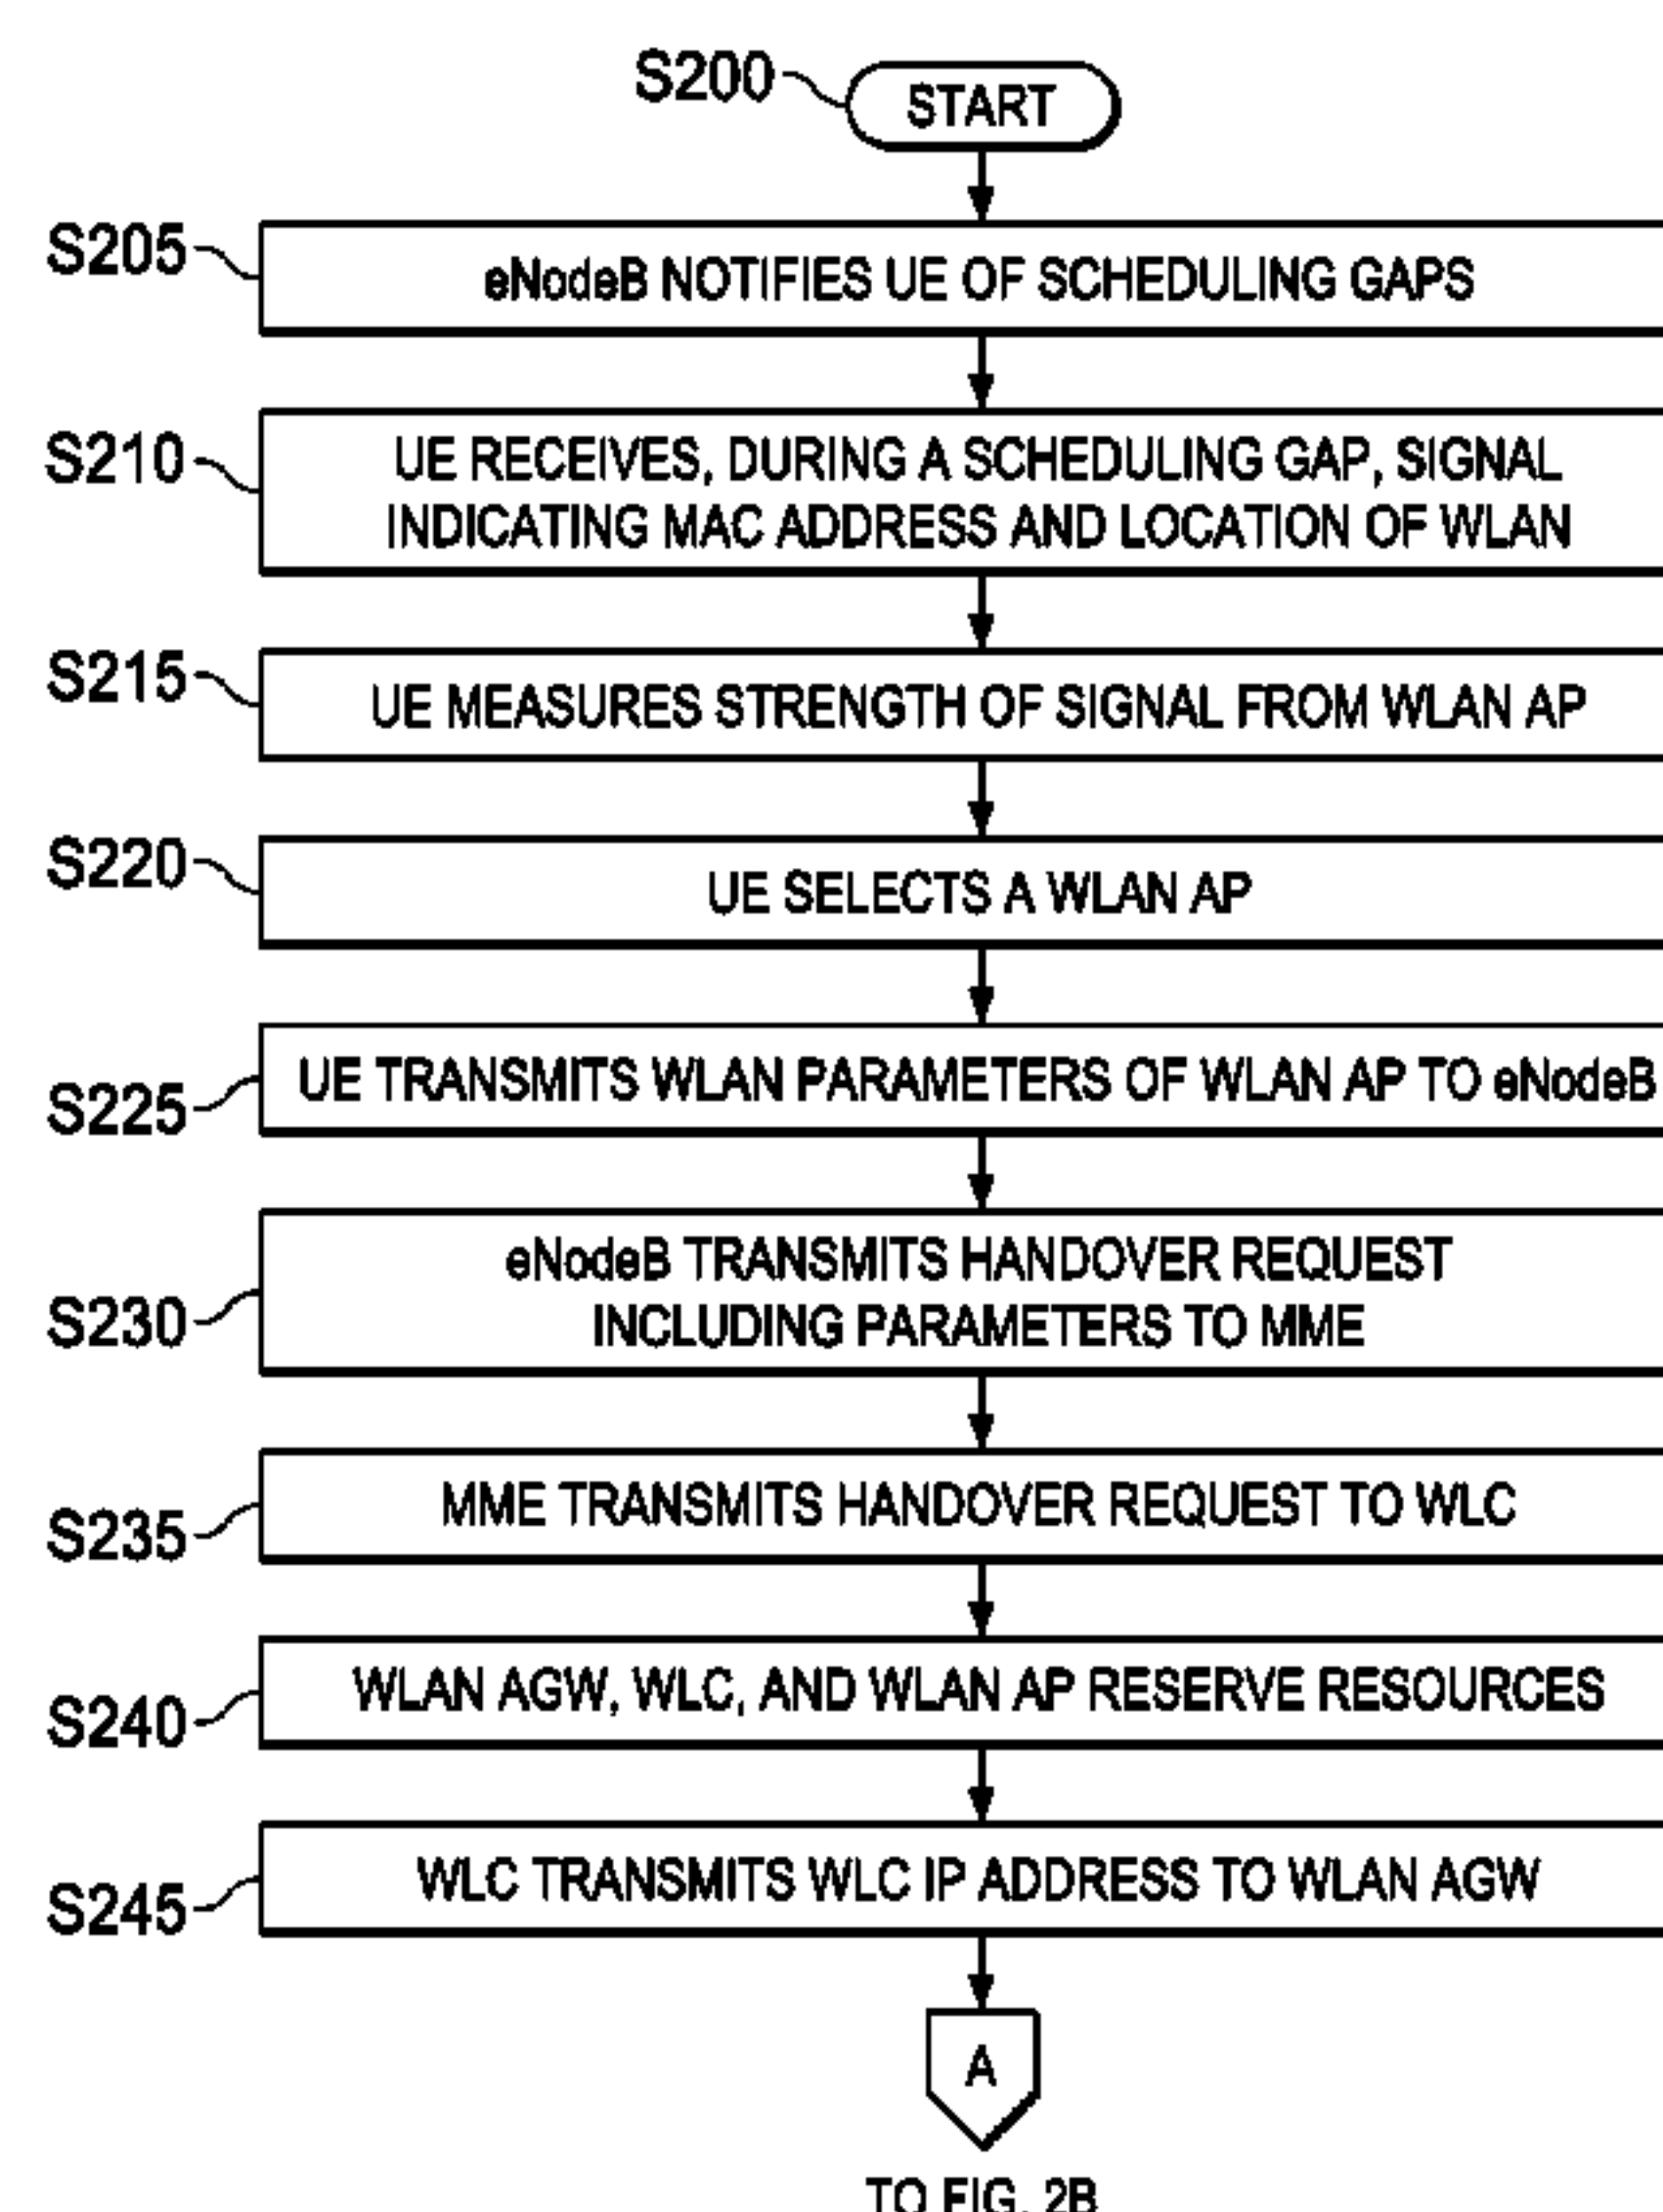 S200
START
S205
eNodeB NOTIFIES UE OF SCHEDULING GAPS
S210
UE RECEIVES, DURING A SCHEDULING GAP, SIGNAL
INDICATING MAC ADDRESS AND LOCATION OF WLAN
S215
UE MEASURES STRENGTH OF SIGNAL FROM WLAN AP
S220
UE SELECTS A WLAN AP
S225
UE TRANSMITS WLAN PARAMETERS OF WLAN AP TO eNodeB
S230
eNodeB TRANSMITS HANDOVER REQUEST
INCLUDING PARAMETERS TO MME
S235
MME TRANSMITS HANDOVER REQUEST TO WLC
S240
WLAN AGW, WLC, AND WLAN AP RESERVE RESOURCES
S245
WLC TRANSMITS WLC IP ADDRESS TO WLAN AGW
A
TO FIG. 2B